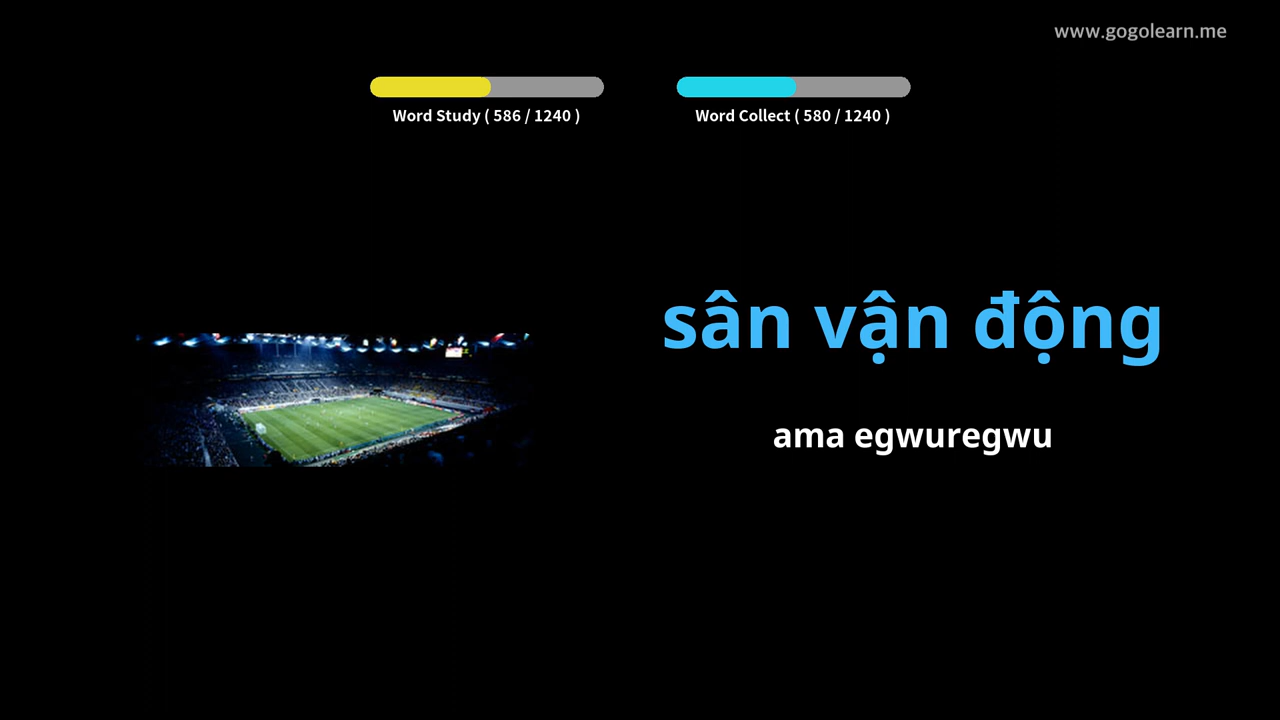 www.gogolearn.me
Word Study ( 586 / 1240 )
Word Collect ( 580 / 1240 )
sân vận động
ama egwuregwu